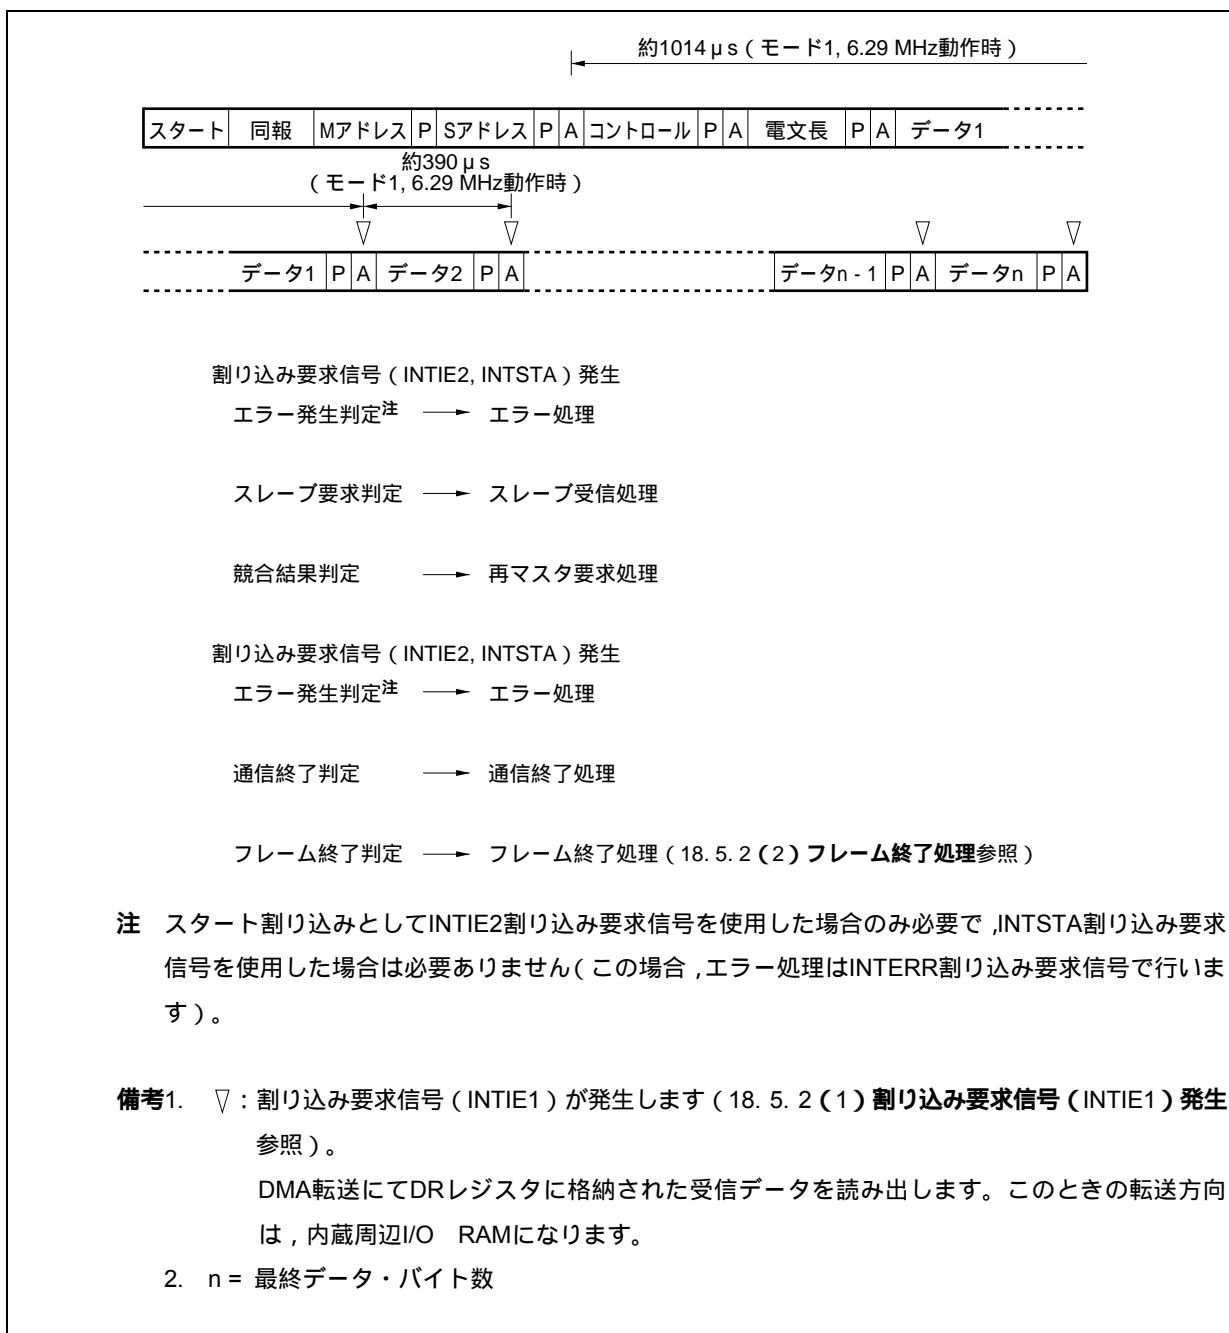 約1014μs(モード1, 6.29 MHz動作時)
スタート 同報 Mアドレス P Sアドレス P A コントロール P A 電文長 P A データ1
約390μs
(モード1, 6.29 MHz動作時)
データ1 P A データ2 P A データn - 1 P A データn P A
割り込み要求信号(INTIE2, INTSTA)発生
エラー発生判定注 → エラー処理
スレーブ要求判定 → スレーブ受信処理
競合結果判定 → 再マスタ要求処理
割り込み要求信号(INTIE2, INTSTA)発生
エラー発生判定注 → エラー処理
通信終了判定 → 通信終了処理
フレーム終了判定 → フレーム終了処理(18. 5. 2(2)フレーム終了処理参照)
注 スタート割り込みとしてINTIE2割り込み要求信号を使用した場合のみ必要で,INTSTA割り込み要求
信号を使用した場合は必要ありません(この場合,エラー処理はINTERR割り込み要求信号で行いま
す)。
備考1. ▽:割り込み要求信号(INTIE1)が発生します(18. 5. 2(1)割り込み要求信号(INTIE1)発生
参照)。
DMA転送にてDRレジスタに格納された受信データを読み出します。このときの転送方向
は,内蔵周辺I/O RAMになります。
2. n = 最終データ・バイト数